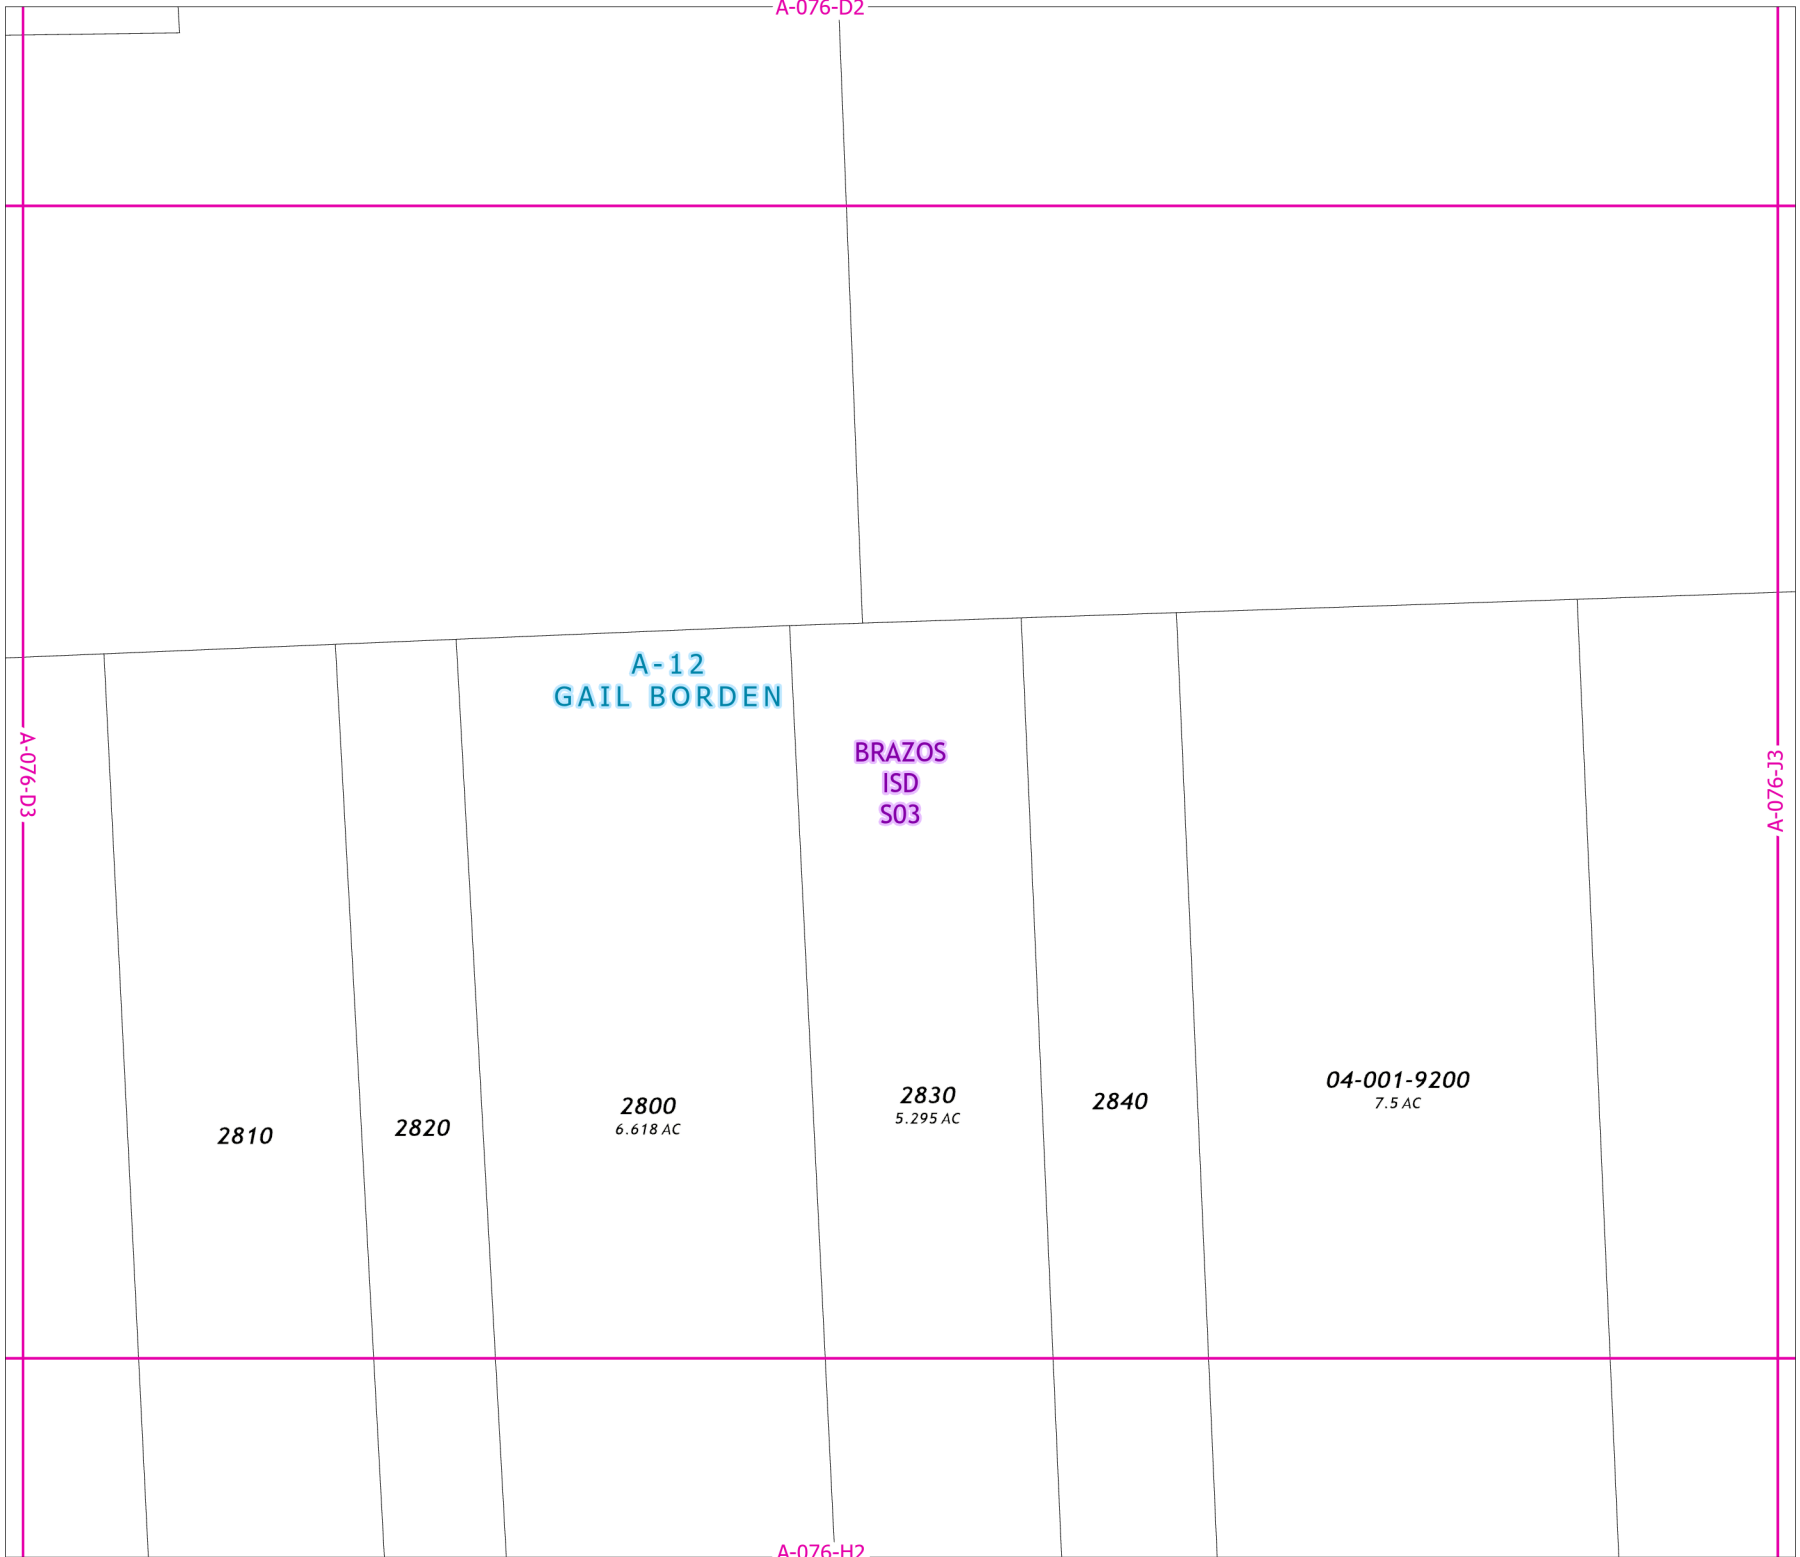 A-076-D2
A-12
GAIL BORDEN
BRAZOS
ISD
S03
A-076-D3
A-076-J3
2810
2820
2800
6.618 AC
2830
5.295 AC
2840
04-001-9200
7.5 AC
A-076-H2